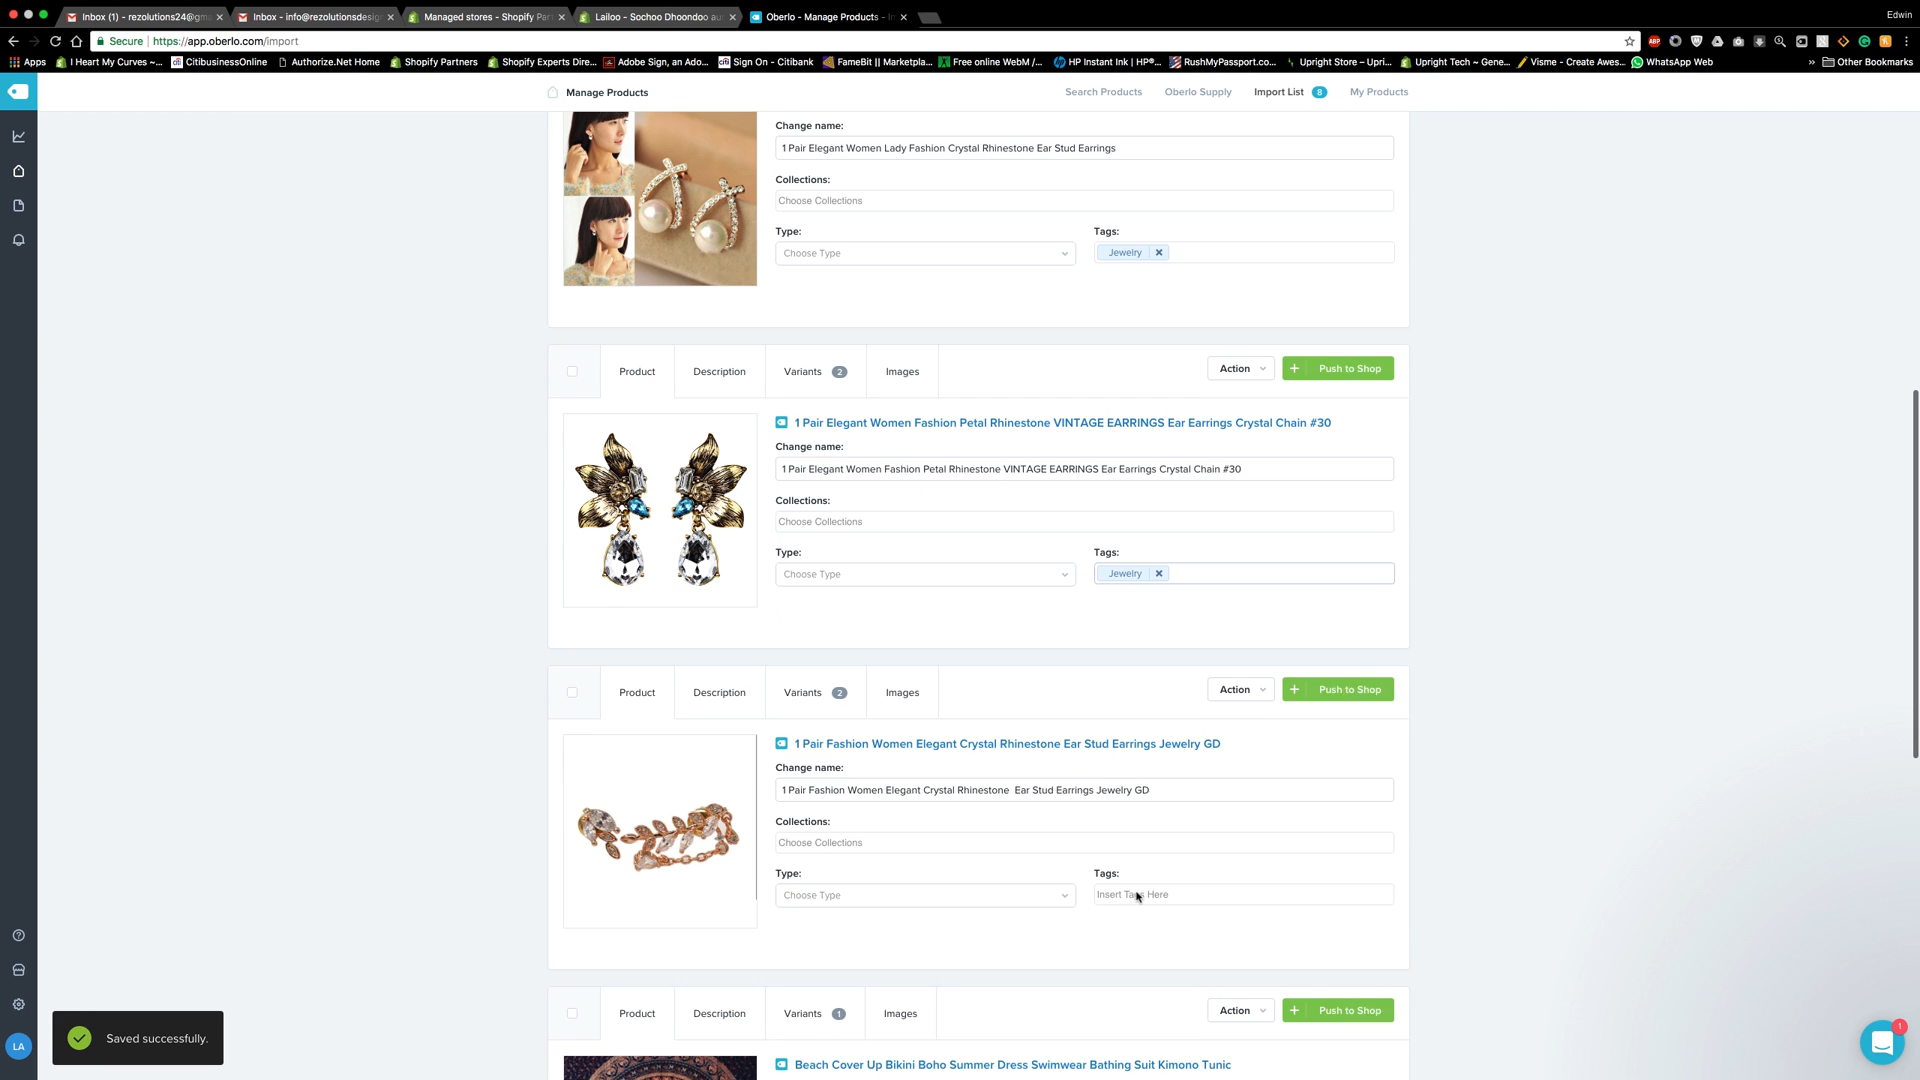 Inbox (1) - rezolutions24@gm
Inbox - info@rezolutionsdesig
Managed stores - Shopify Par
Lailoo - Sochoo Dhoondoo au
Oberlo - Manage Products - In
Edwin
Secure
https://app.oberlo.com/import
Apps
I Heart My Curves ~...
CitibusinessOnline
Authorize.Net Home
Shopify Partners
Shopify Experts Dire...
Adobe Sign, an Ado...
Sign On - Citibank
FameBit || Marketpla...
Free online WebM /...
HP Instant Ink | HP®...
RushMyPassport.co...
Upright Store – Upri...
Upright Tech ~ Gene...
Visme - Create Awes...
WhatsApp Web
»
Other Bookmarks
Manage Products
Search Products
Oberlo Supply
Import List 8
My Products
Change name:
1 Pair Elegant Women Lady Fashion Crystal Rhinestone Ear Stud Earrings
Collections:
Choose Collections
Type:
Tags:
Choose Type
Jewelry
Product
Description
Variants 2
Images
Action
Push to Shop
1 Pair Elegant Women Fashion Petal Rhinestone VINTAGE EARRINGS Ear Earrings Crystal Chain #30
Change name:
1 Pair Elegant Women Fashion Petal Rhinestone VINTAGE EARRINGS Ear Earrings Crystal Chain #30
Collections:
Choose Collections
Type:
Tags:
Choose Type
Jewelry
Product
Description
Variants 2
Images
Action
Push to Shop
1 Pair Fashion Women Elegant Crystal Rhinestone Ear Stud Earrings Jewelry GD
Change name:
1 Pair Fashion Women Elegant Crystal Rhinestone  Ear Stud Earrings Jewelry GD
Collections:
Choose Collections
Type:
Tags:
Choose Type
Insert Tags Here
Product
Description
Variants 1
Images
Action
Push to Shop
Beach Cover Up Bikini Boho Summer Dress Swimwear Bathing Suit Kimono Tunic
Saved successfully.
LA
1
ABP